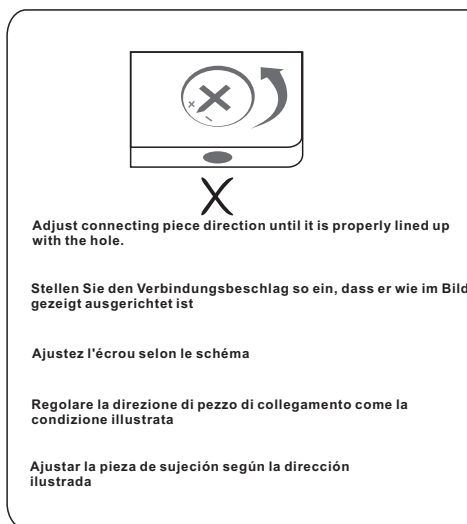 Adjust connecting piece direction until it is properly lined up
with the hole.
Stellen Sie den Verbindungsbeschlag so ein, dass er wie im Bild
gezeigt ausgerichtet ist
Ajustez l'écrou selon le schéma
Regolare la direzione di pezzo di collegamento come la
condizione illustrata
Ajustar la pieza de sujeción según la dirección
ilustrada